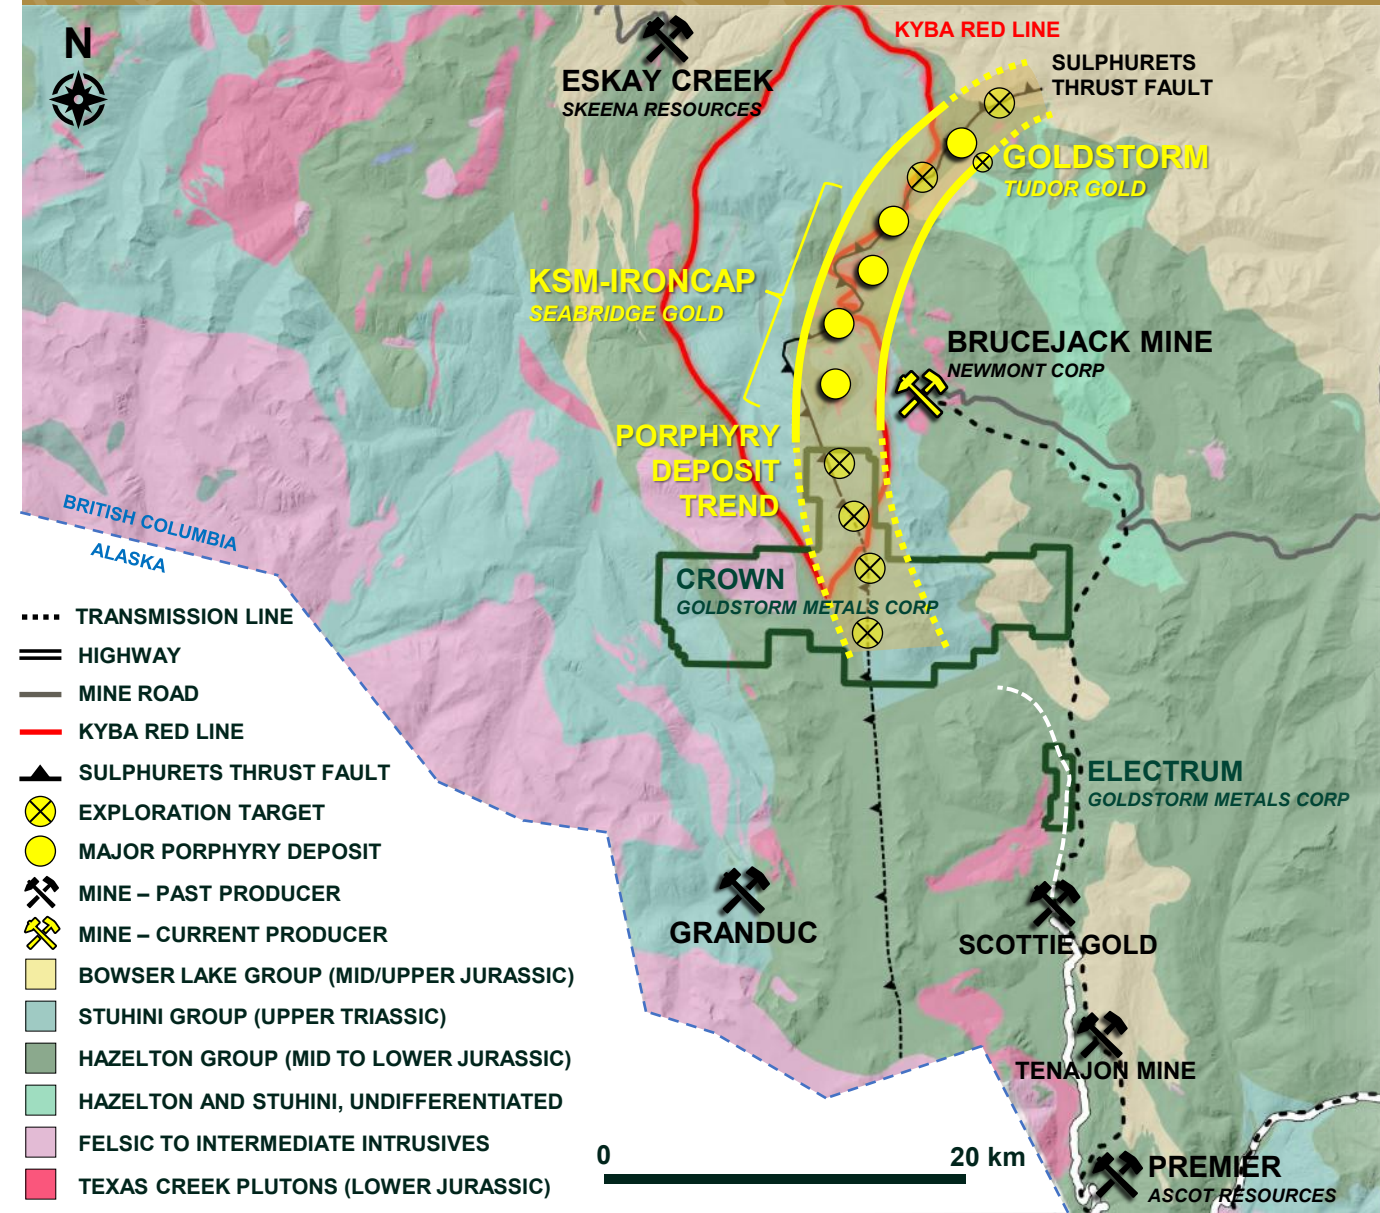 N
KYBA RED LINE
ESKAY CREEK
SKEENA RESOURCES
SULPHURETS
THRUST FAULT
GOLDSTORM
TUDOR GOLD
KSM-IRONCAP
SEABRIDGE GOLD
BRUCEJACK MINE
NEWMONT CORP
PORPHYRY
DEPOSIT
TREND
BRITISH COLUMBIA
ALASKA
CROWN
GOLDSTORM METALS CORP
ELECTRUM
GOLDSTORM METALS CORP
GRANDUC
SCOTTIE GOLD
TENAJON MINE
PREMIER
ASCOT RESOURCES
TRANSMISSION LINE
HIGHWAY
MINE ROAD
KYBA RED LINE
SULPHURETS THRUST FAULT
EXPLORATION TARGET
MAJOR PORPHYRY DEPOSIT
MINE – PAST PRODUCER
MINE – CURRENT PRODUCER
BOWSER LAKE GROUP (MID/UPPER JURASSIC)
STUHINI GROUP (UPPER TRIASSIC)
HAZELTON GROUP (MID TO LOWER JURASSIC)
HAZELTON AND STUHINI, UNDIFFERENTIATED
FELSIC TO INTERMEDIATE INTRUSIVES
TEXAS CREEK PLUTONS (LOWER JURASSIC)
0 20 km